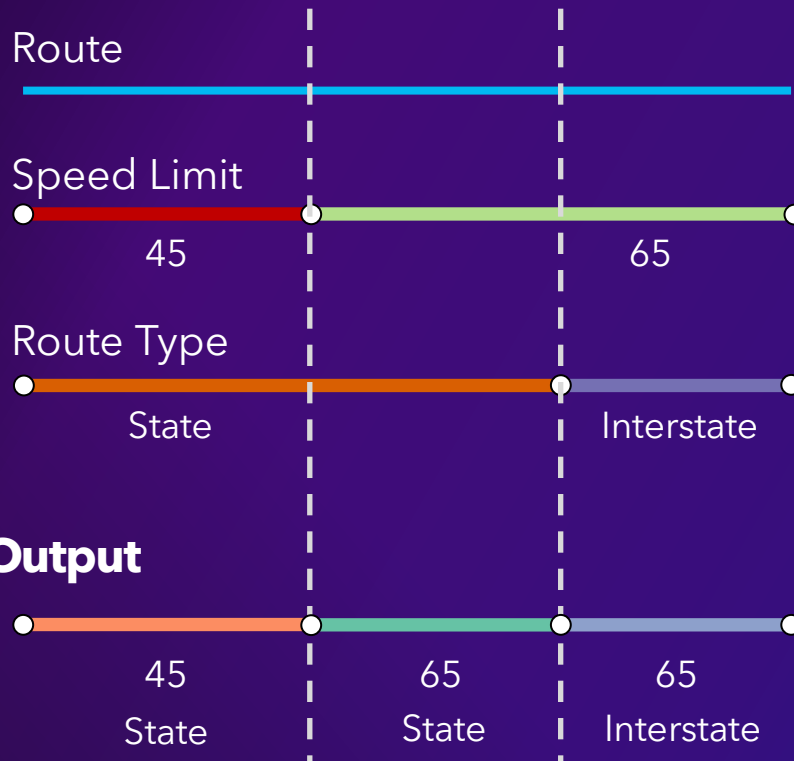 Route
Speed Limit
45 65
Route Type
State Interstate
Output
45 65 65
State State Interstate